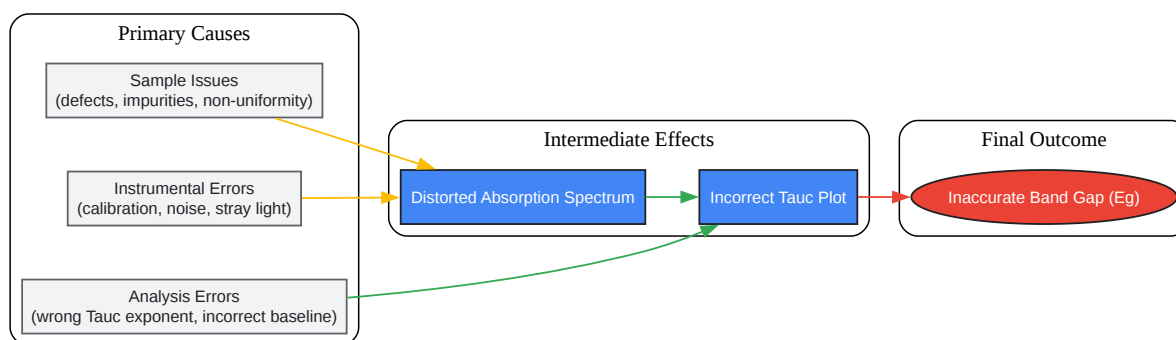 Primary Causes
Sample Issues
(defects, impurities, non-uniformity)
Instrumental Errors
(calibration, noise, stray light)
Analysis Errors
(wrong Tauc exponent, incorrect baseline)
Intermediate Effects
Distorted Absorption Spectrum
Incorrect Tauc Plot
Final Outcome
Inaccurate Band Gap (Eg)